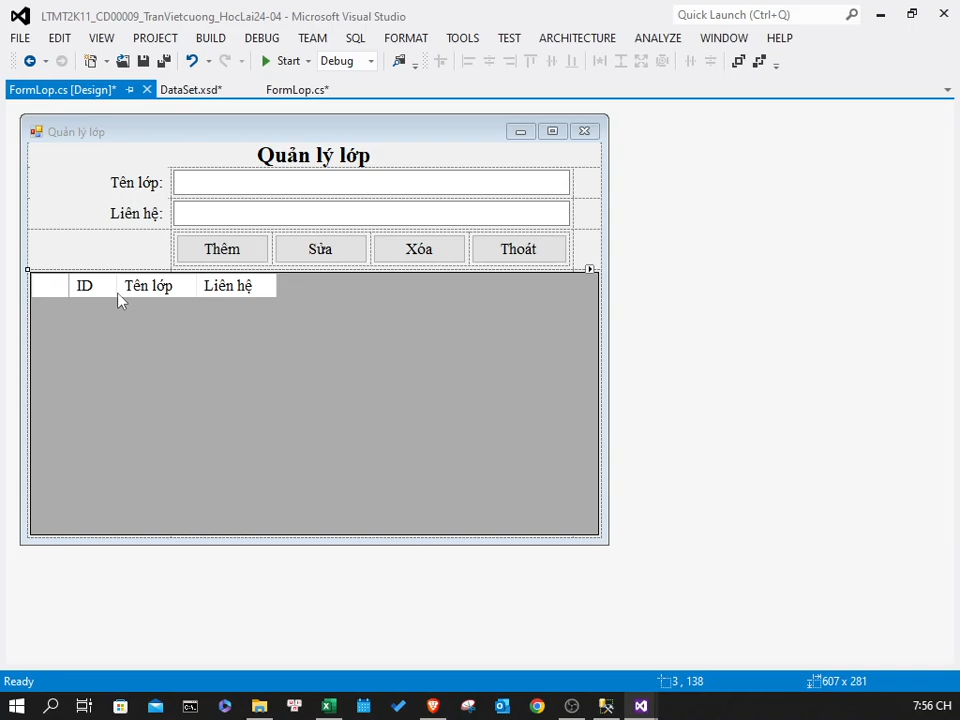 LTMT2K11_CD00009_TranVietcuong_HocLai24-04 - Microsoft Visual Studio
Quick Launch (Ctrl+Q)
FILE EDIT VIEW PROJECT BUILD DEBUG TEAM SQL FORMAT TOOLS TEST ARCHITECTURE ANALYZE WINDOW HELP
Start Debug
FormLop.cs [Design]* DataSet.xsd* FormLop.cs*
Quản lý lớp
Quản lý lớp
Tên lớp:
Liên hệ:
Thêm Sửa Xóa Thoát
ID Tên lớp Liên hệ
Ready 3 , 138 607 x 281
7:56 CH